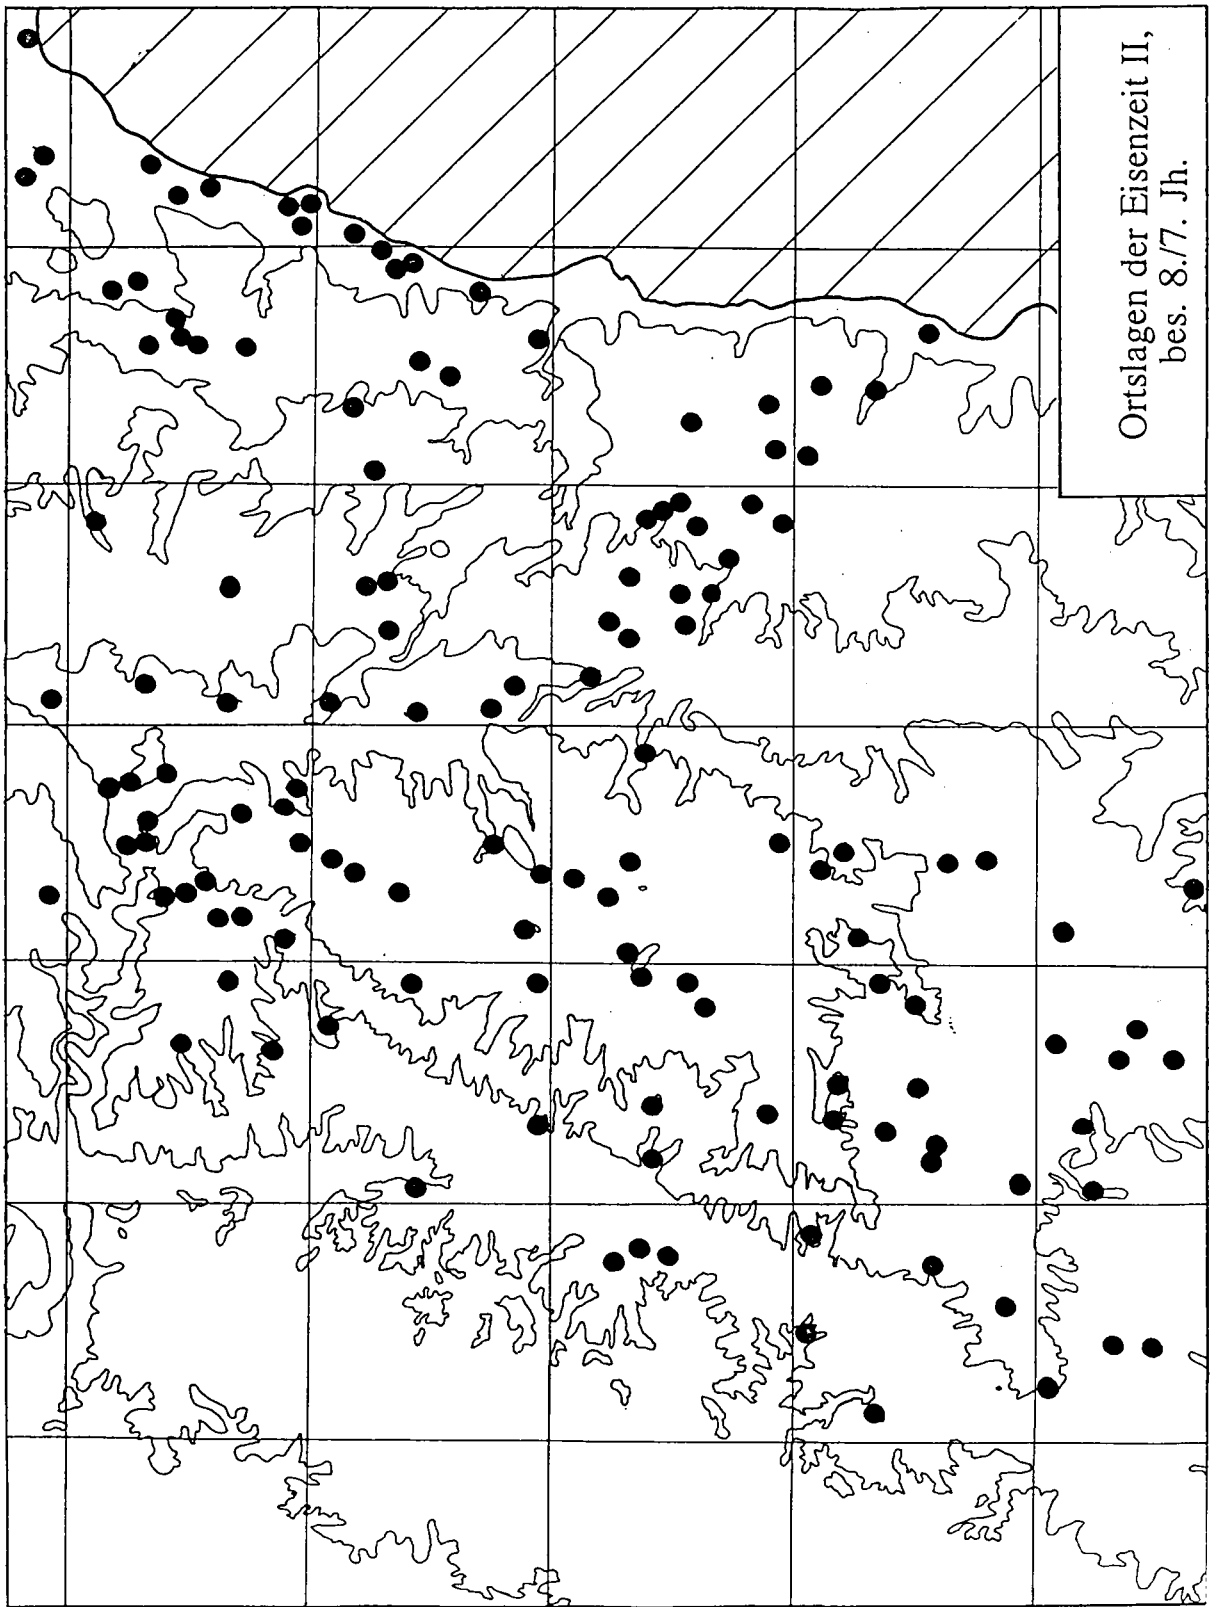 Ortslagen der Eisenzeit II,
bes. 8./7. Jh.